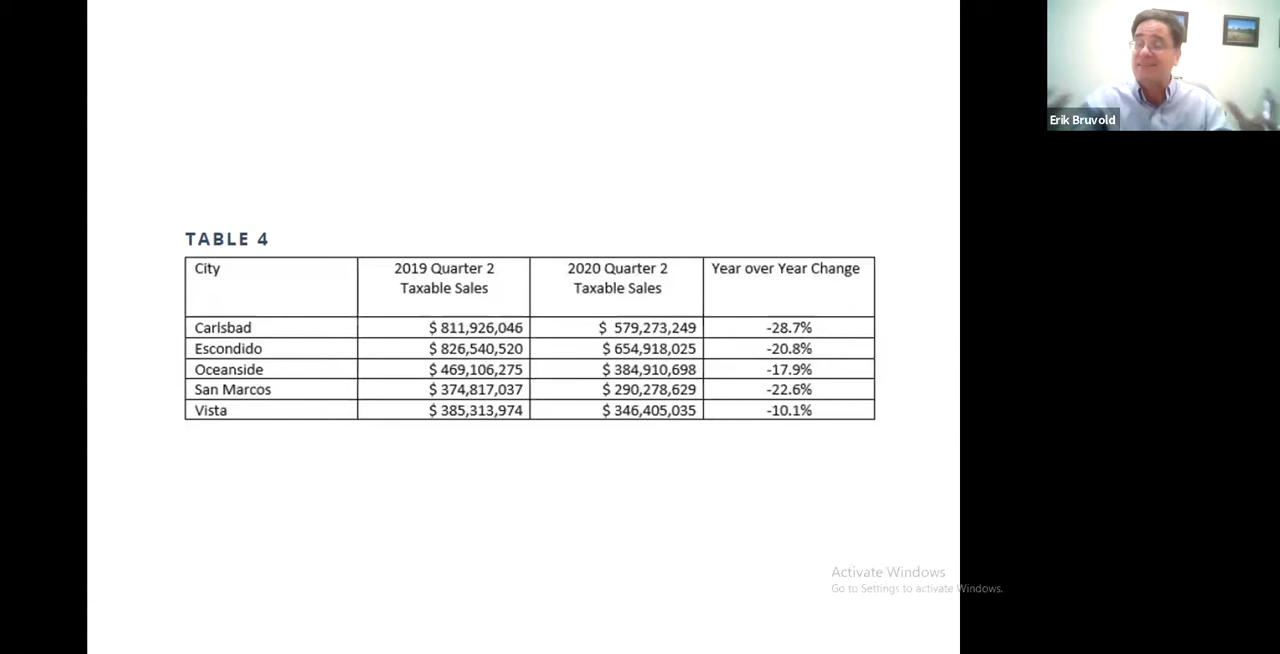 Erik Bruvold
TABLE 4
City 2019 Quarter 2 Taxable Sales 2020 Quarter 2 Taxable Sales Year over Year Change
Carlsbad $ 811,926,046 $ 579,273,249 -28.7%
Escondido $ 826,540,520 $ 654,918,025 -20.8%
Oceanside $ 469,106,275 $ 384,910,698 -17.9%
San Marcos $ 374,817,037 $ 290,278,629 -22.6%
Vista $ 385,313,974 $ 346,405,035 -10.1%
Activate Windows
Go to Settings to activate Windows.